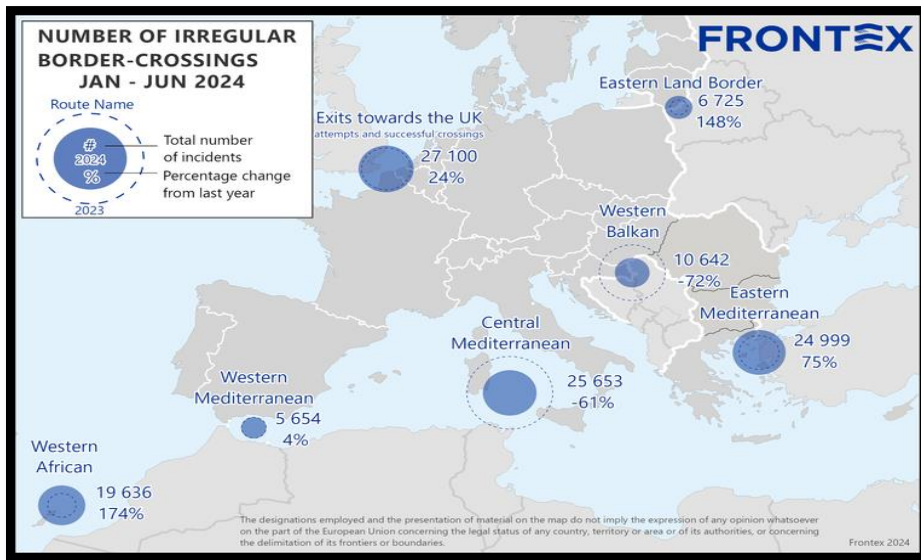 NUMBER OF IRREGULAR
BORDER-CROSSINGS
JAN - JUN 2024
Route Name
#
2024
%
Total number
of incidents
Percentage change
from last year
2023
FRONTEX
Eastern Land Border
6 725
148%
Exits towards the UK
attempts and successful crossings
27 100
24%
Western
Balkan
10 642
-72%
Eastern
Mediterranean
24 999
75%
Central
Mediterranean
25 653
-61%
Western
Mediterranean
5 654
4%
Western
African
19 636
174%
The designations employed and the presentation of material on the map do not imply the expression of any opinion whatsoever
on the part of the European Union concerning the legal status of any country, territory or area or of its authorities, or concerning
the delimitation of its frontiers or boundaries.
Frontex 2024